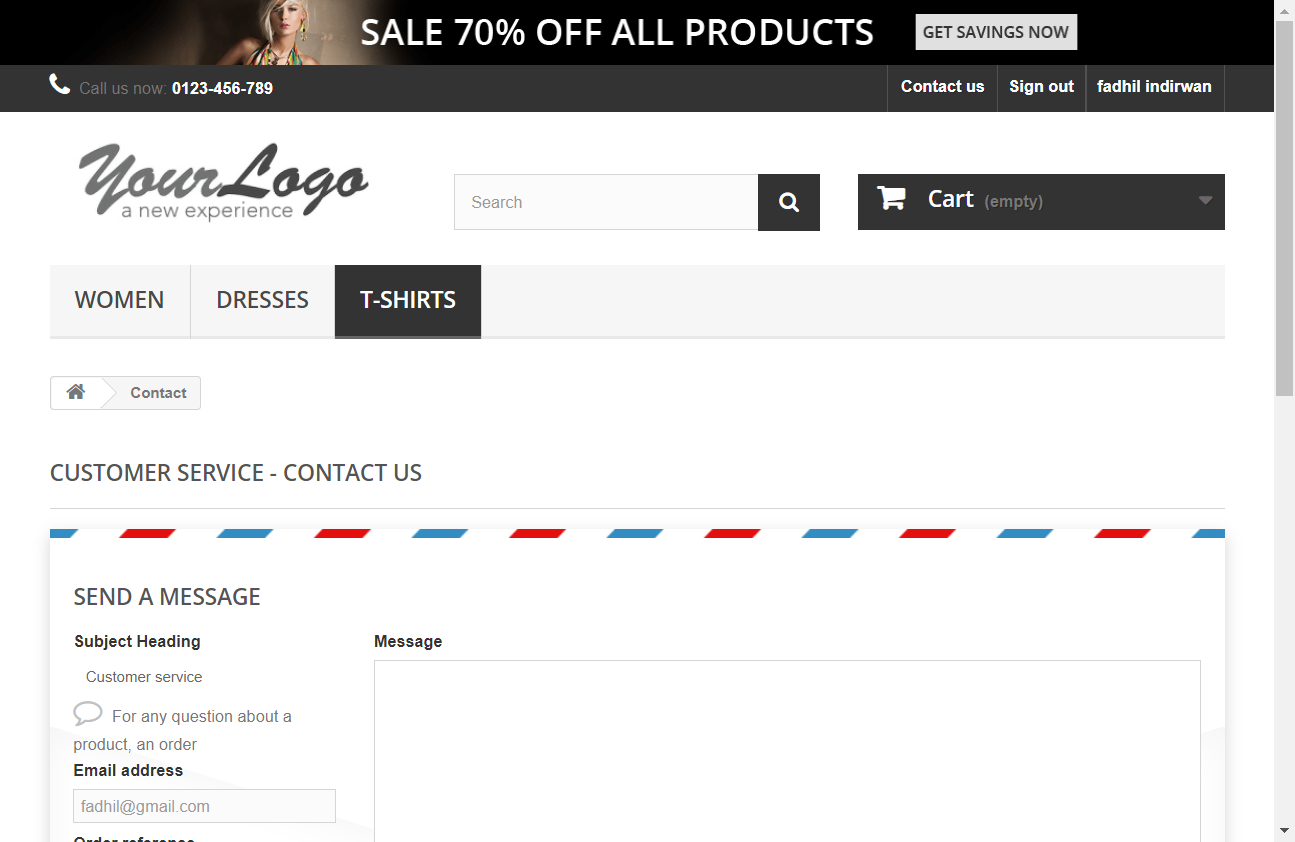 SALE 70% OFF ALL PRODUCTS GET SAVINGS NOW
Call us now: 0123-456-789 Contact us Sign out fadhil indirwan
YourLogo
a new experience
Search
Cart (empty)
WOMEN DRESSES T-SHIRTS
Contact
CUSTOMER SERVICE - CONTACT US
SEND A MESSAGE
Subject Heading
Customer service
For any question about a
product, an order
Email address
fadhil@gmail.com
Order reference
Message